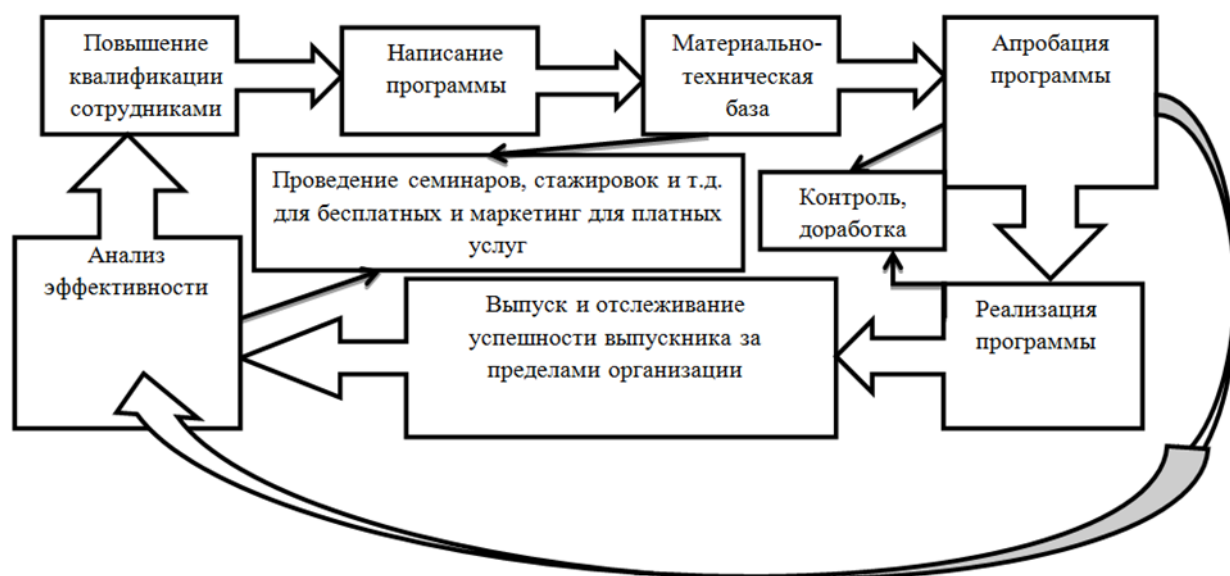 Повышение
квалификации
сотрудниками
Написание
программы
Материально-
техническая
база
Апробация
программы
Проведение семинаров, стажировок и т.д.
для бесплатных и маркетинг для платных
услуг
Контроль,
доработка
Анализ
эффективности
Выпуск и отслеживание
успешности выпускника за
пределами организации
Реализация
программы